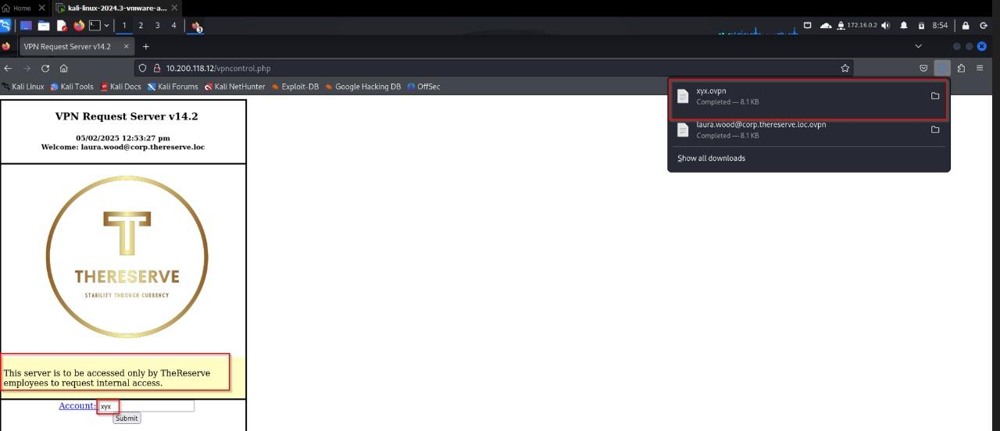 Home
kali-linux-2024.3-vmware-a...
1 2 3 4
3
172.16.0.2
8:54
VPN Request Server v14.2
10.200.118.12/vpncontrol.php
Kali Linux Kali Tools Kali Docs Kali Forums Kali NetHunter Exploit-DB Google Hacking DB OffSec
xyx.ovpn
Completed — 8.1 KB
laura.wood@corp.thereserve.loc.ovpn
Completed — 8.1 KB
Show all downloads
VPN Request Server v14.2
05/02/2025 12:53:27 pm
Welcome: laura.wood@corp.thereserve.loc
T
THERESERVE
STABILITY THROUGH CURRENCY
This server is to be accessed only by TheReserve
employees to request internal access.
Account: xyx
Submit